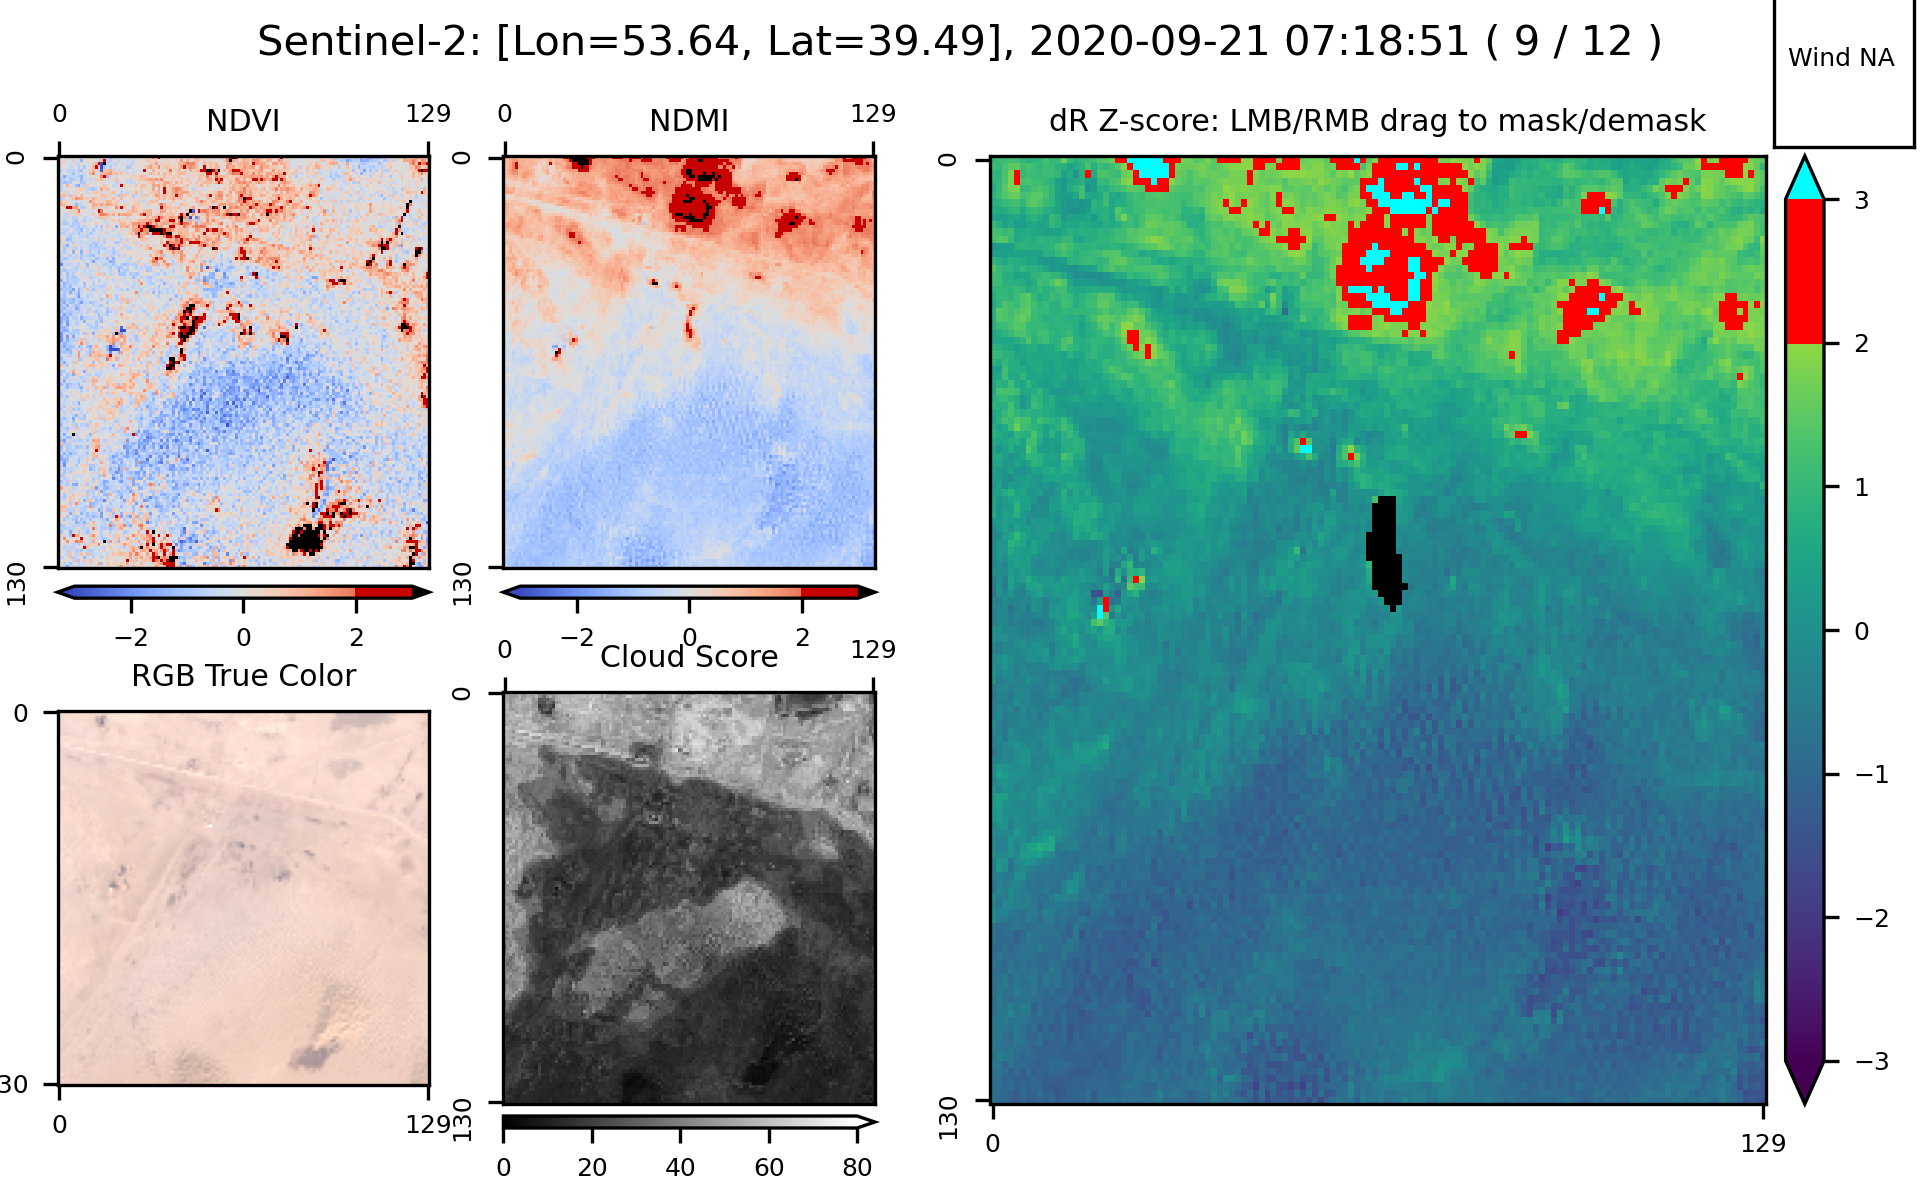 Sentinel-2: [Lon=53.64, Lat=39.49], 2020-09-21 07:18:51 ( 9 / 12 )
Wind NA
0 NDVI 129
0
130
−2 0 2
0 NDMI 129
0
130
−2 0 2
dR Z-score: LMB/RMB drag to mask/demask
0
130
0 129
3
2
1
0
−1
−2
−3
RGB True Color
0
30
0 129
0 Cloud Score 129
0
130
0 20 40 60 80